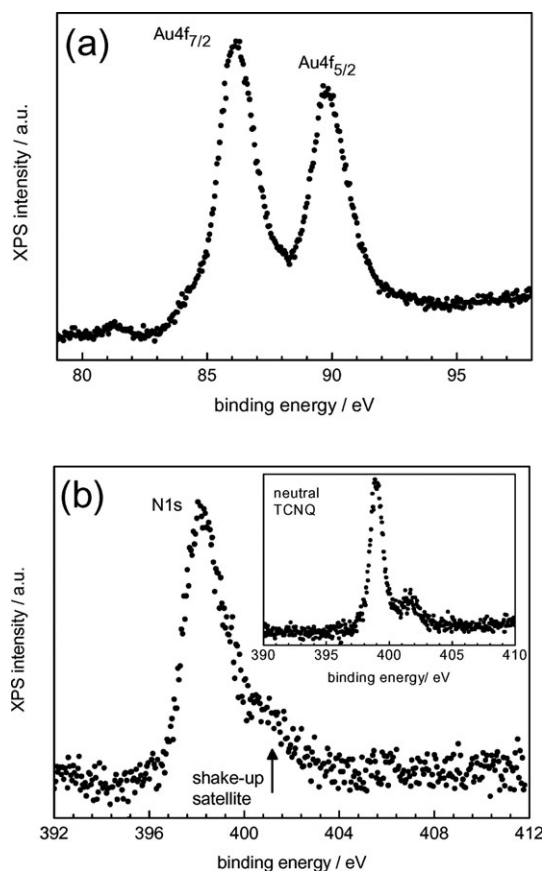 (a)
Au4f7/2
Au4f5/2
XPS intensity / a.u.
80 85 90 95
binding energy / eV
(b)
N1s
neutral
TCNQ
390 395 400 405 410
binding energy/ eV
XPS intensity / a.u.
shake-up
satellite
392 396 400 404 408 412
binding energy / eV